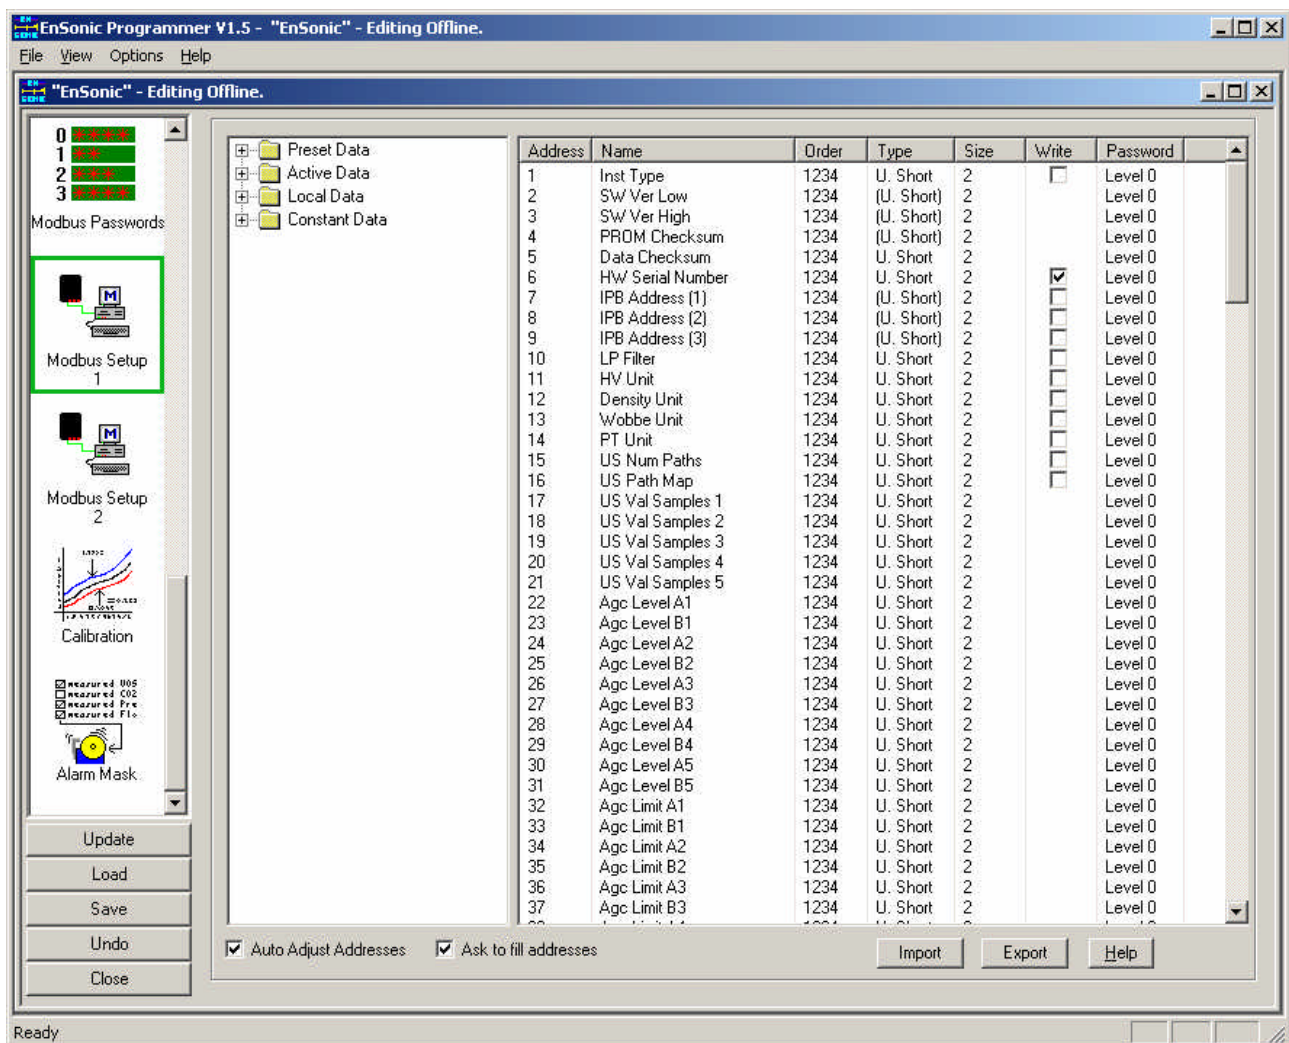 EnSonic Programmer V1.5 - "EnSonic" - Editing Offline.
File View Options Help
"EnSonic" - Editing Offline.
0 ****
1 **
2 ***
3 ****
Modbus Passwords
M
Modbus Setup
1
M
Modbus Setup
2
Calibration
measured VOS
measured CO2
measured Pre
measured Flo
Alarm Mask
Update
Load
Save
Undo
Close
Preset Data
Active Data
Local Data
Constant Data
Address Name Order Type Size Write Password
1 Inst Type 1234 U. Short 2 Level 0
2 SW Ver Low 1234 (U. Short) 2 Level 0
3 SW Ver High 1234 (U. Short) 2 Level 0
4 PROM Checksum 1234 (U. Short) 2 Level 0
5 Data Checksum 1234 U. Short 2 Level 0
6 HW Serial Number 1234 U. Short 2 Level 0
7 IPB Address (1) 1234 (U. Short) 2 Level 0
8 IPB Address (2) 1234 (U. Short) 2 Level 0
9 IPB Address (3) 1234 (U. Short) 2 Level 0
10 LP Filter 1234 U. Short 2 Level 0
11 HV Unit 1234 U. Short 2 Level 0
12 Density Unit 1234 U. Short 2 Level 0
13 Wobbe Unit 1234 U. Short 2 Level 0
14 PT Unit 1234 U. Short 2 Level 0
15 US Num Paths 1234 U. Short 2 Level 0
16 US Path Map 1234 U. Short 2 Level 0
17 US Val Samples 1 1234 U. Short 2 Level 0
18 US Val Samples 2 1234 U. Short 2 Level 0
19 US Val Samples 3 1234 U. Short 2 Level 0
20 US Val Samples 4 1234 U. Short 2 Level 0
21 US Val Samples 5 1234 U. Short 2 Level 0
22 Agc Level A1 1234 U. Short 2 Level 0
23 Agc Level B1 1234 U. Short 2 Level 0
24 Agc Level A2 1234 U. Short 2 Level 0
25 Agc Level B2 1234 U. Short 2 Level 0
26 Agc Level A3 1234 U. Short 2 Level 0
27 Agc Level B3 1234 U. Short 2 Level 0
28 Agc Level A4 1234 U. Short 2 Level 0
29 Agc Level B4 1234 U. Short 2 Level 0
30 Agc Level A5 1234 U. Short 2 Level 0
31 Agc Level B5 1234 U. Short 2 Level 0
32 Agc Limit A1 1234 U. Short 2 Level 0
33 Agc Limit B1 1234 U. Short 2 Level 0
34 Agc Limit A2 1234 U. Short 2 Level 0
35 Agc Limit B2 1234 U. Short 2 Level 0
36 Agc Limit A3 1234 U. Short 2 Level 0
37 Agc Limit B3 1234 U. Short 2 Level 0
Auto Adjust Addresses Ask to fill addresses Import Export Help
Ready